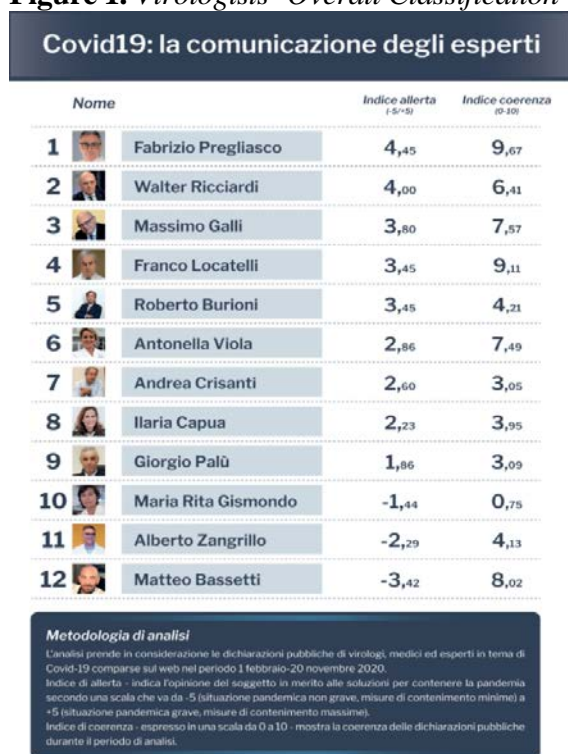 Figure 1. Virologists' Overall Classification
Covid19: la comunicazione degli esperti
Nome Indice allerta Indice coerenza
(-5/+5) (0-10)
1 Fabrizio Pregliasco 4,45 9,67
2 Walter Ricciardi 4,00 6,41
3 Massimo Galli 3,80 7,57
4 Franco Locatelli 3,45 9,11
5 Roberto Burioni 3,45 4,21
6 Antonella Viola 2,86 7,49
7 Andrea Crisanti 2,60 3,05
8 Ilaria Capua 2,23 3,95
9 Giorgio Palù 1,86 3,09
10 Maria Rita Gismondo -1,44 0,75
11 Alberto Zangrillo -2,29 4,13
12 Matteo Bassetti -3,42 8,02
Metodologia di analisi
L'analisi prende in considerazione le dichiarazioni pubbliche di virologi, medici ed esperti in tema di
Covid-19 comparse sul web nel periodo 1 febbraio-20 novembre 2020.
Indice di allerta - indica l'opinione del soggetto in merito alle soluzioni per contenere la pandemia
secondo una scala che va da -5 (situazione pandemica non grave, misure di contenimento minime) a
+5 (situazione pandemica grave, misure di contenimento massime).
Indice di coerenza - espresso in una scala da 0 a 10 - mostra la coerenza delle dichiarazioni pubbliche
durante il periodo di analisi.